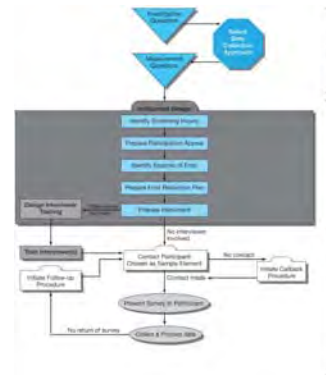 Investigative
Questions
Select
Data
Collection
Approach
Measurement
Questions
Instrument Design
Identify Screening Issues
Prepare Participation Appeal
Identify Sources of Error
Prepare Error Reduction Plan
Prepare Instrument
Design Interviewer
Training
No interviewer
involved
Train Interviewer(s)
Contact Participant
Chosen as Sample Element
No contact
Initiate Callback
Procedure
Contact made
Initiate Follow-up
Procedure
Present Survey to Participant
No return of survey
Collect & Process data